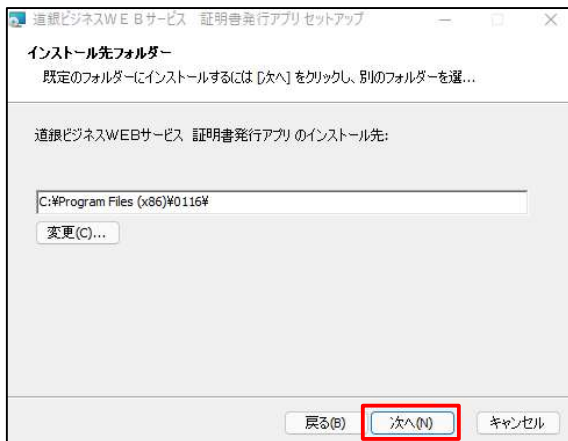 道銀ビジネスＷＥＢサービス　証明書発行アプリ セットアップ
インストール先フォルダー
既定のフォルダーにインストールするには [次へ] をクリックし、別のフォルダーを選...
道銀ビジネスWEBサービス 証明書発行アプリ のインストール先:
C:¥Program Files (x86)¥0116¥
変更(C)...
戻る(B) 次へ(N) キャンセル